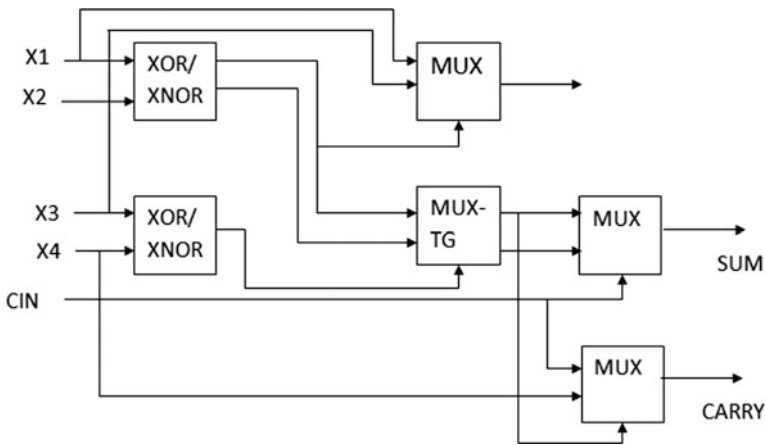 X1
XOR/
XNOR
MUX
X2
X3
XOR/
XNOR
MUX-
TG
MUX
X4
SUM
CIN
MUX
CARRY